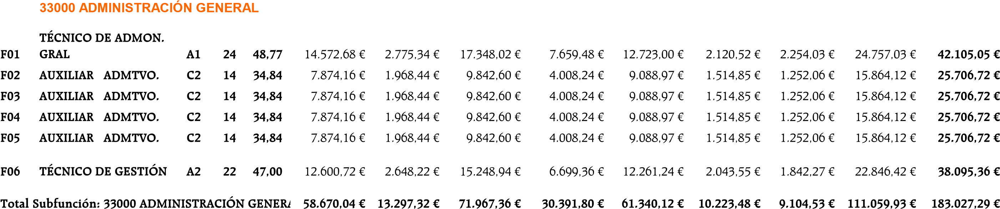 33000 ADMINISTRACIÓN GENERAL
TÉCNICO DE ADMON.
F01 GRAL A1 24 48,77 14.572,68 € 2.775,34 € 17.348,02 € 7.659,48 € 12.723,00 € 2.120,52 € 2.254,03 € 24.757,03 € 42.105,05 €
F02 AUXILIAR ADMTVO. C2 14 34,84 7.874,16 € 1.968,44 € 9.842,60 € 4.008,24 € 9.088,97 € 1.514,85 € 1.252,06 € 15.864,12 € 25.706,72 €
F03 AUXILIAR ADMTVO. C2 14 34,84 7.874,16 € 1.968,44 € 9.842,60 € 4.008,24 € 9.088,97 € 1.514,85 € 1.252,06 € 15.864,12 € 25.706,72 €
F04 AUXILIAR ADMTVO. C2 14 34,84 7.874,16 € 1.968,44 € 9.842,60 € 4.008,24 € 9.088,97 € 1.514,85 € 1.252,06 € 15.864,12 € 25.706,72 €
F05 AUXILIAR ADMTVO. C2 14 34,84 7.874,16 € 1.968,44 € 9.842,60 € 4.008,24 € 9.088,97 € 1.514,85 € 1.252,06 € 15.864,12 € 25.706,72 €
F06 TÉCNICO DE GESTIÓN A2 22 47,00 12.600,72 € 2.648,22 € 15.248,94 € 6.699,36 € 12.261,24 € 2.043,55 € 1.842,27 € 22.846,42 € 38.095,36 €
Total Subfunción: 33000 ADMINISTRACIÓN GENERA 58.670,04 € 13.297,32 € 71.967,36 € 30.391,80 € 61.340,12 € 10.223,48 € 9.104,53 € 111.059,93 € 183.027,29 €